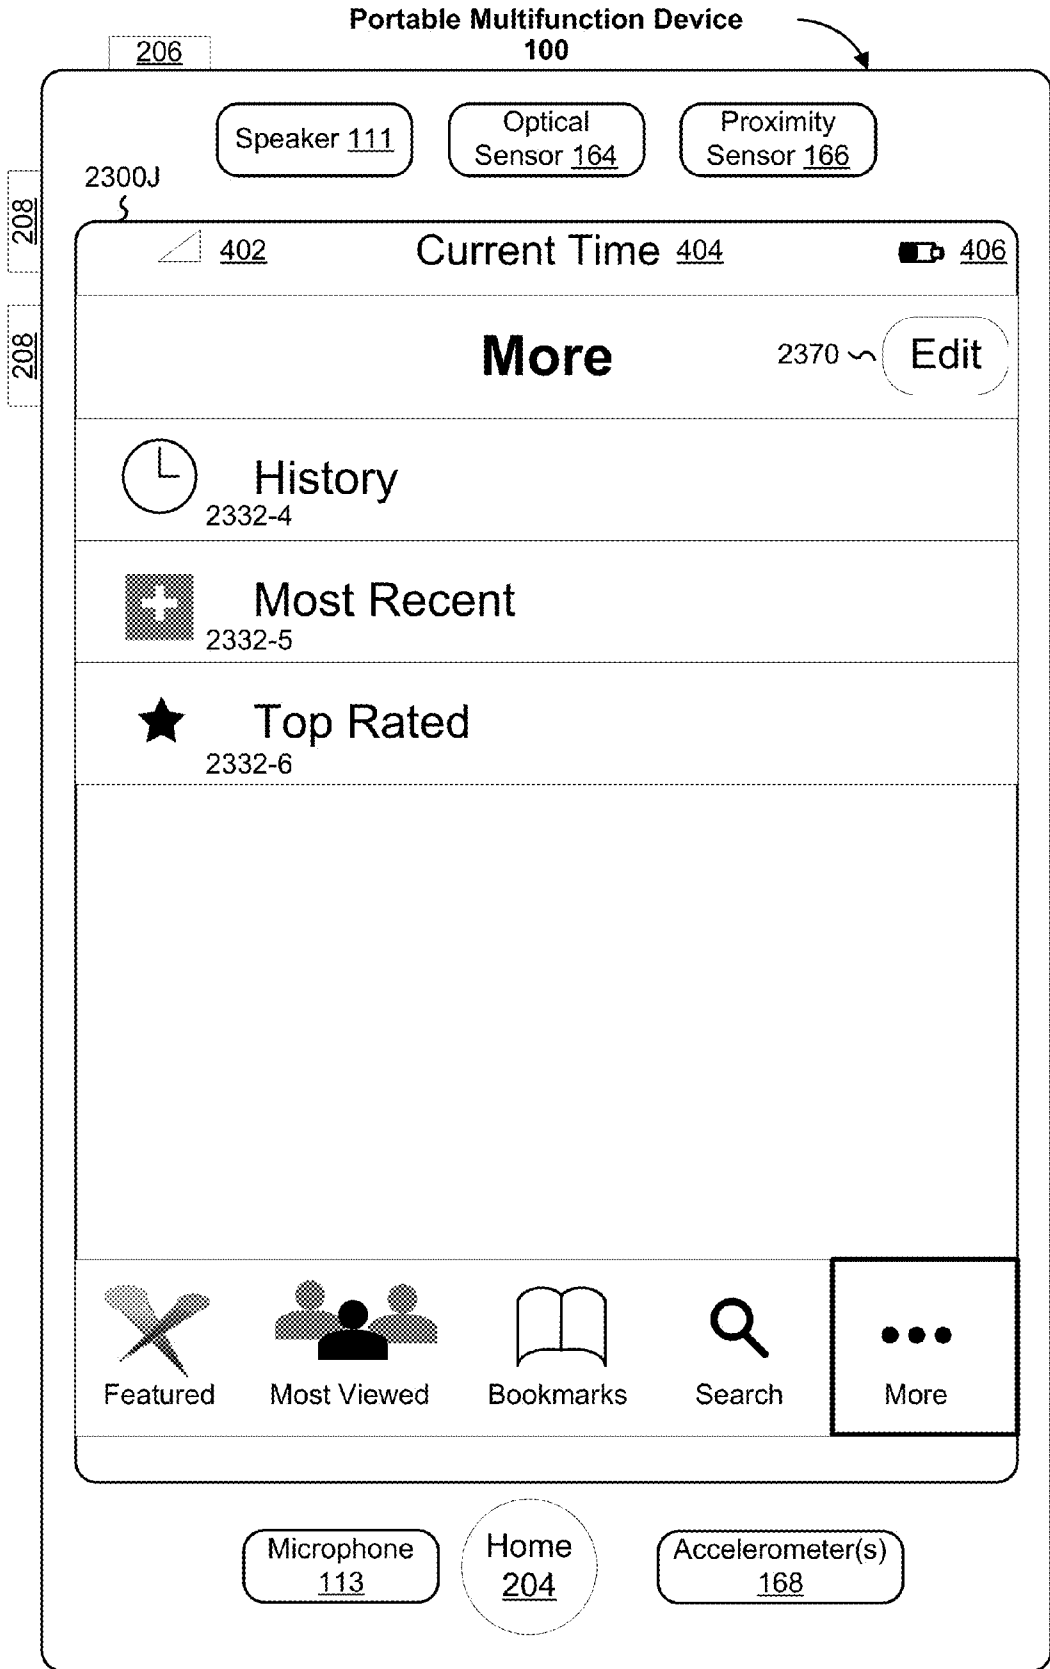 Portable Multifunction Device
100
206
Speaker 111
Optical
Sensor 164
Proximity
Sensor 166
2300J
208
402
Current Time 404
406
208
More
2370
Edit
History
2332-4
Most Recent
2332-5
Top Rated
2332-6
Featured
Most Viewed
Bookmarks
Search
More
Microphone
113
Home
204
Accelerometer(s)
168